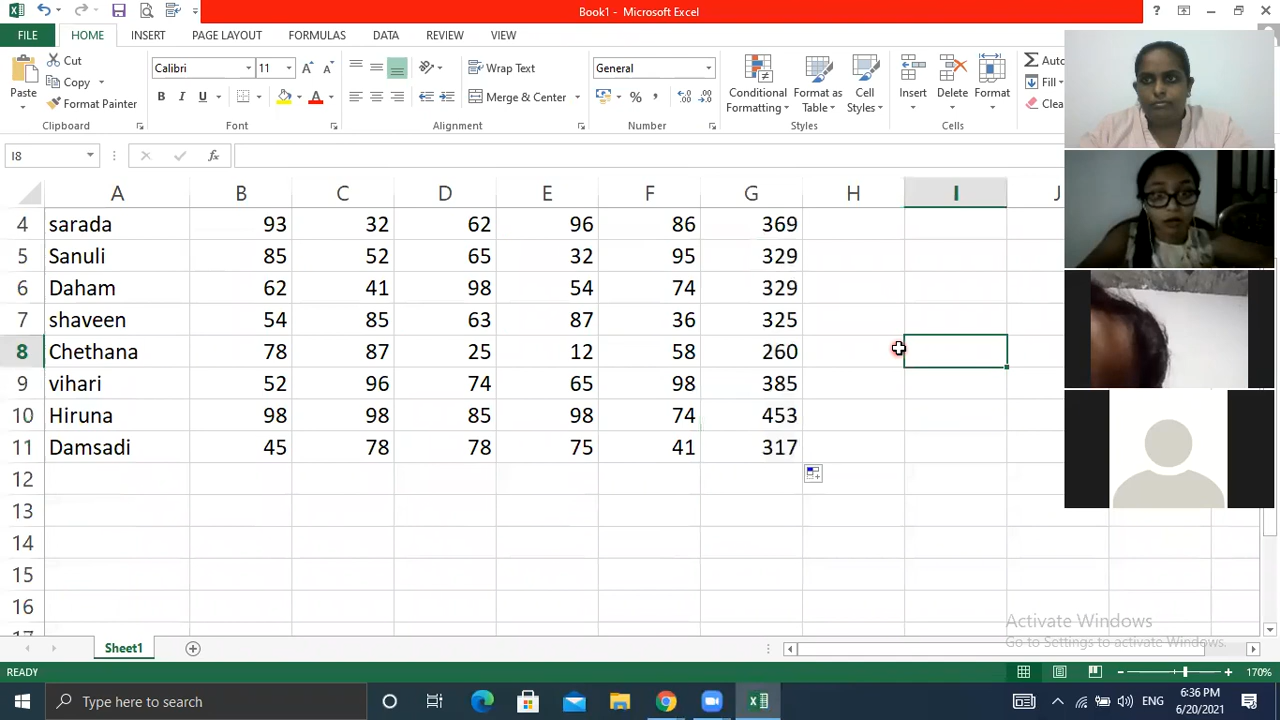 Book1 - Microsoft Excel
?
FILE HOME INSERT PAGE LAYOUT FORMULAS DATA REVIEW VIEW
Paste
Cut
Copy
Format Painter
Clipboard
Calibri 11
B I U
Font
Wrap Text
Merge & Center
Alignment
General
% ,
Number
Conditional Formatting
Format as Table
Cell Styles
Styles
Insert Delete Format
Cells
Auto
Fill
Clea
I8
fx
A B C D E F G H I J
4 sarada 93 32 62 96 86 369
5 Sanuli 85 52 65 32 95 329
6 Daham 62 41 98 54 74 329
7 shaveen 54 85 63 87 36 325
8 Chethana 78 87 25 12 58 260
9 vihari 52 96 74 65 98 385
10 Hiruna 98 98 85 98 74 453
11 Damsadi 45 78 78 75 41 317
12
13
14
15
16
17
Activate Windows
Go to Settings to activate Windows.
Sheet1
READY
170%
Type here to search
ENG
6:36 PM
6/20/2021